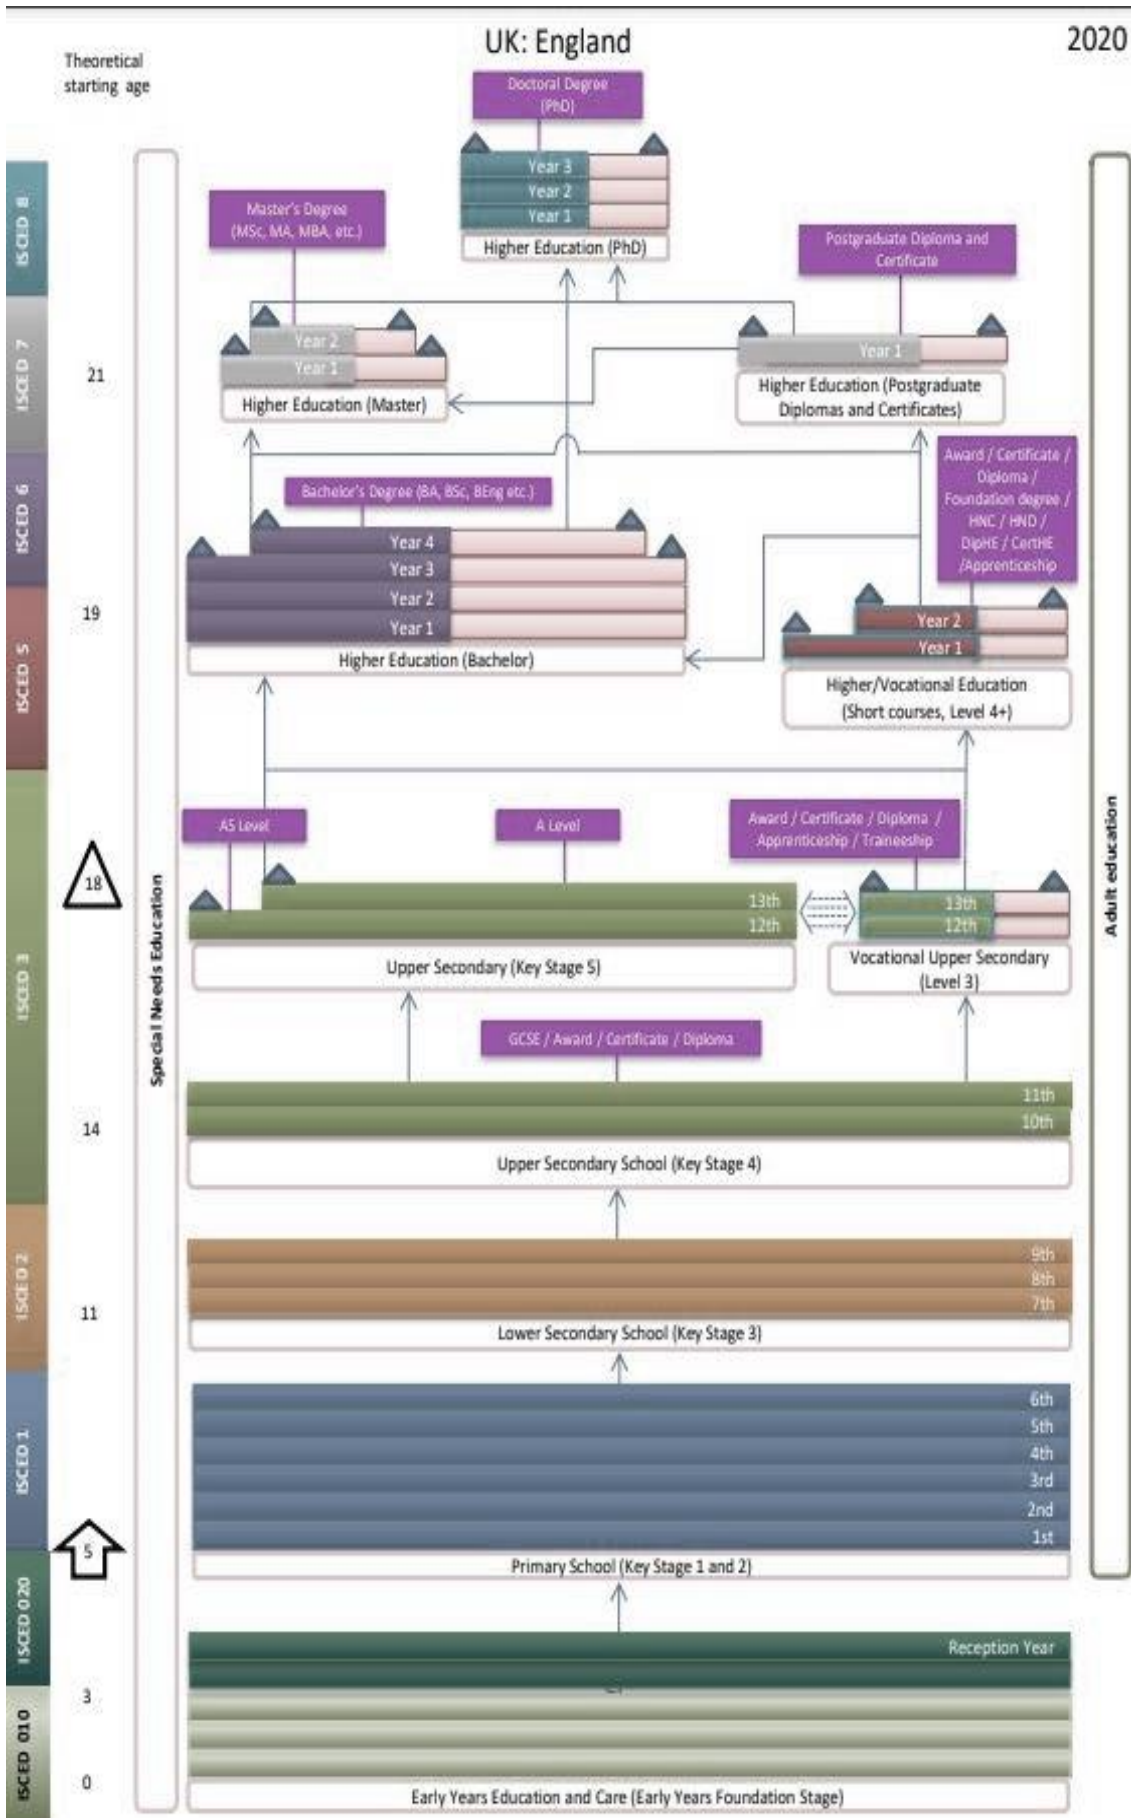 UK: England
2020
Theoretical
starting age
Doctoral Degree
(PhD)
Year 3
Year 2
Year 1
Higher Education (PhD)
Master's Degree
(MSc, MA, MBA, etc.)
Postgraduate Diploma and
Certificate
ISCED 8
Year 2
Year 1
Higher Education (Master)
Year 1
Higher Education (Postgraduate
Diplomas and Certificates)
ISCED 7
21
Award / Certificate /
Diploma /
Foundation degree /
HNC / HND /
DipHE / CertHE
/Apprenticeship
Bachelor's Degree (BA, BSc, BEng etc.)
Year 4
Year 3
Year 2
Year 1
Higher Education (Bachelor)
ISCED 6
19
Year 2
Year 1
Higher/Vocational Education
(Short courses, Level 4+)
ISCED 5
AS Level
A Level
Award / Certificate / Diploma /
Apprenticeship / Traineeship
18
13th
12th
Upper Secondary (Key Stage 5)
13th
12th
Vocational Upper Secondary
(Level 3)
ISCED 3
Special Needs Education
Adult education
GCSE / Award / Certificate / Diploma
11th
10th
14
Upper Secondary School (Key Stage 4)
9th
8th
7th
ISCED 2
11
Lower Secondary School (Key Stage 3)
6th
5th
4th
3rd
2nd
1st
ISCED 1
5
Primary School (Key Stage 1 and 2)
Reception Year
ISCED 020
3
ISCED 010
0
Early Years Education and Care (Early Years Foundation Stage)